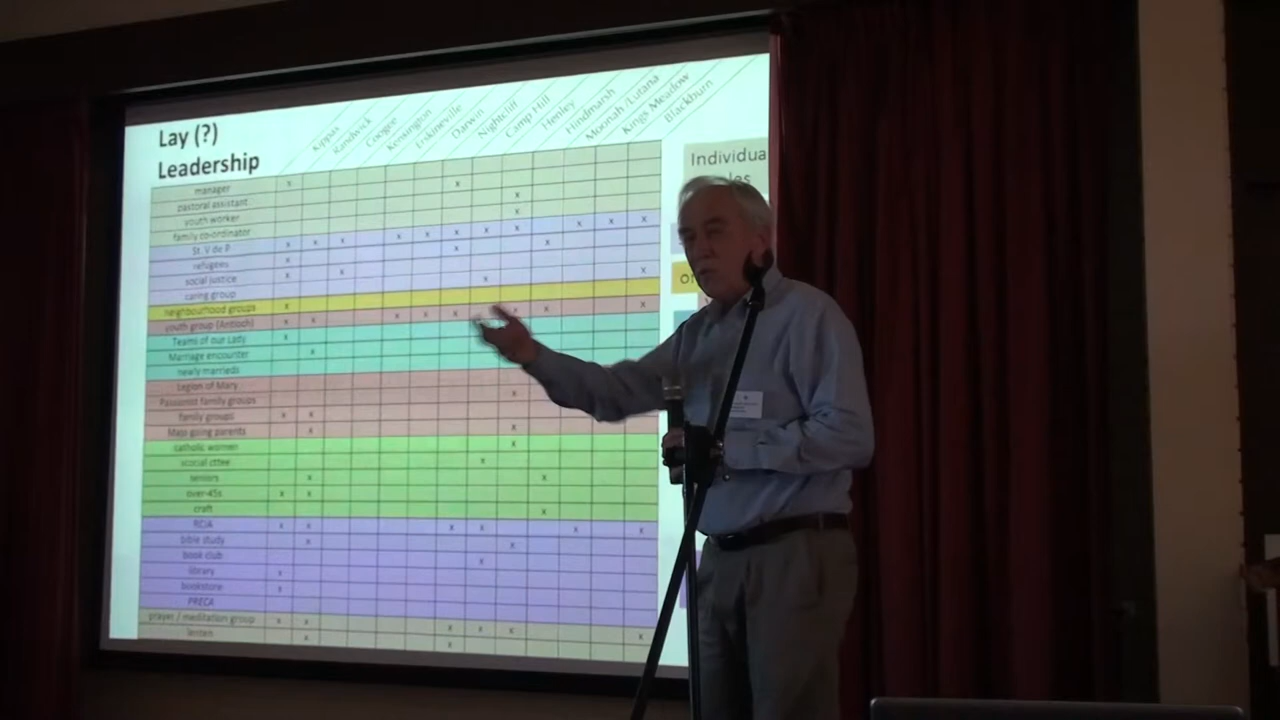 Lay (?)
Leadership
Kippax
Randwick
Coogee
Kensington
Erskineville
Darwin
Nightcliff
Camp Hill
Henley
Hindmarsh
Moonah /Lutana
Kings Meadow
Blackburn
Individua
manager
pastoral assistant
youth worker
family co-ordinator
St. V de P
refugees
social justice
caring group
neighbourhood groups
youth group (Antioch)
Teams of our Lady
Marriage encounter
newly marrieds
Legion of Mary
Passionist family groups
family groups
Mass going parents
catholic women
scorial cttee
seniors
over-45s
craft
RCIA
bible study
book club
library
bookstore
PRECA
prayer / meditation group
lenten